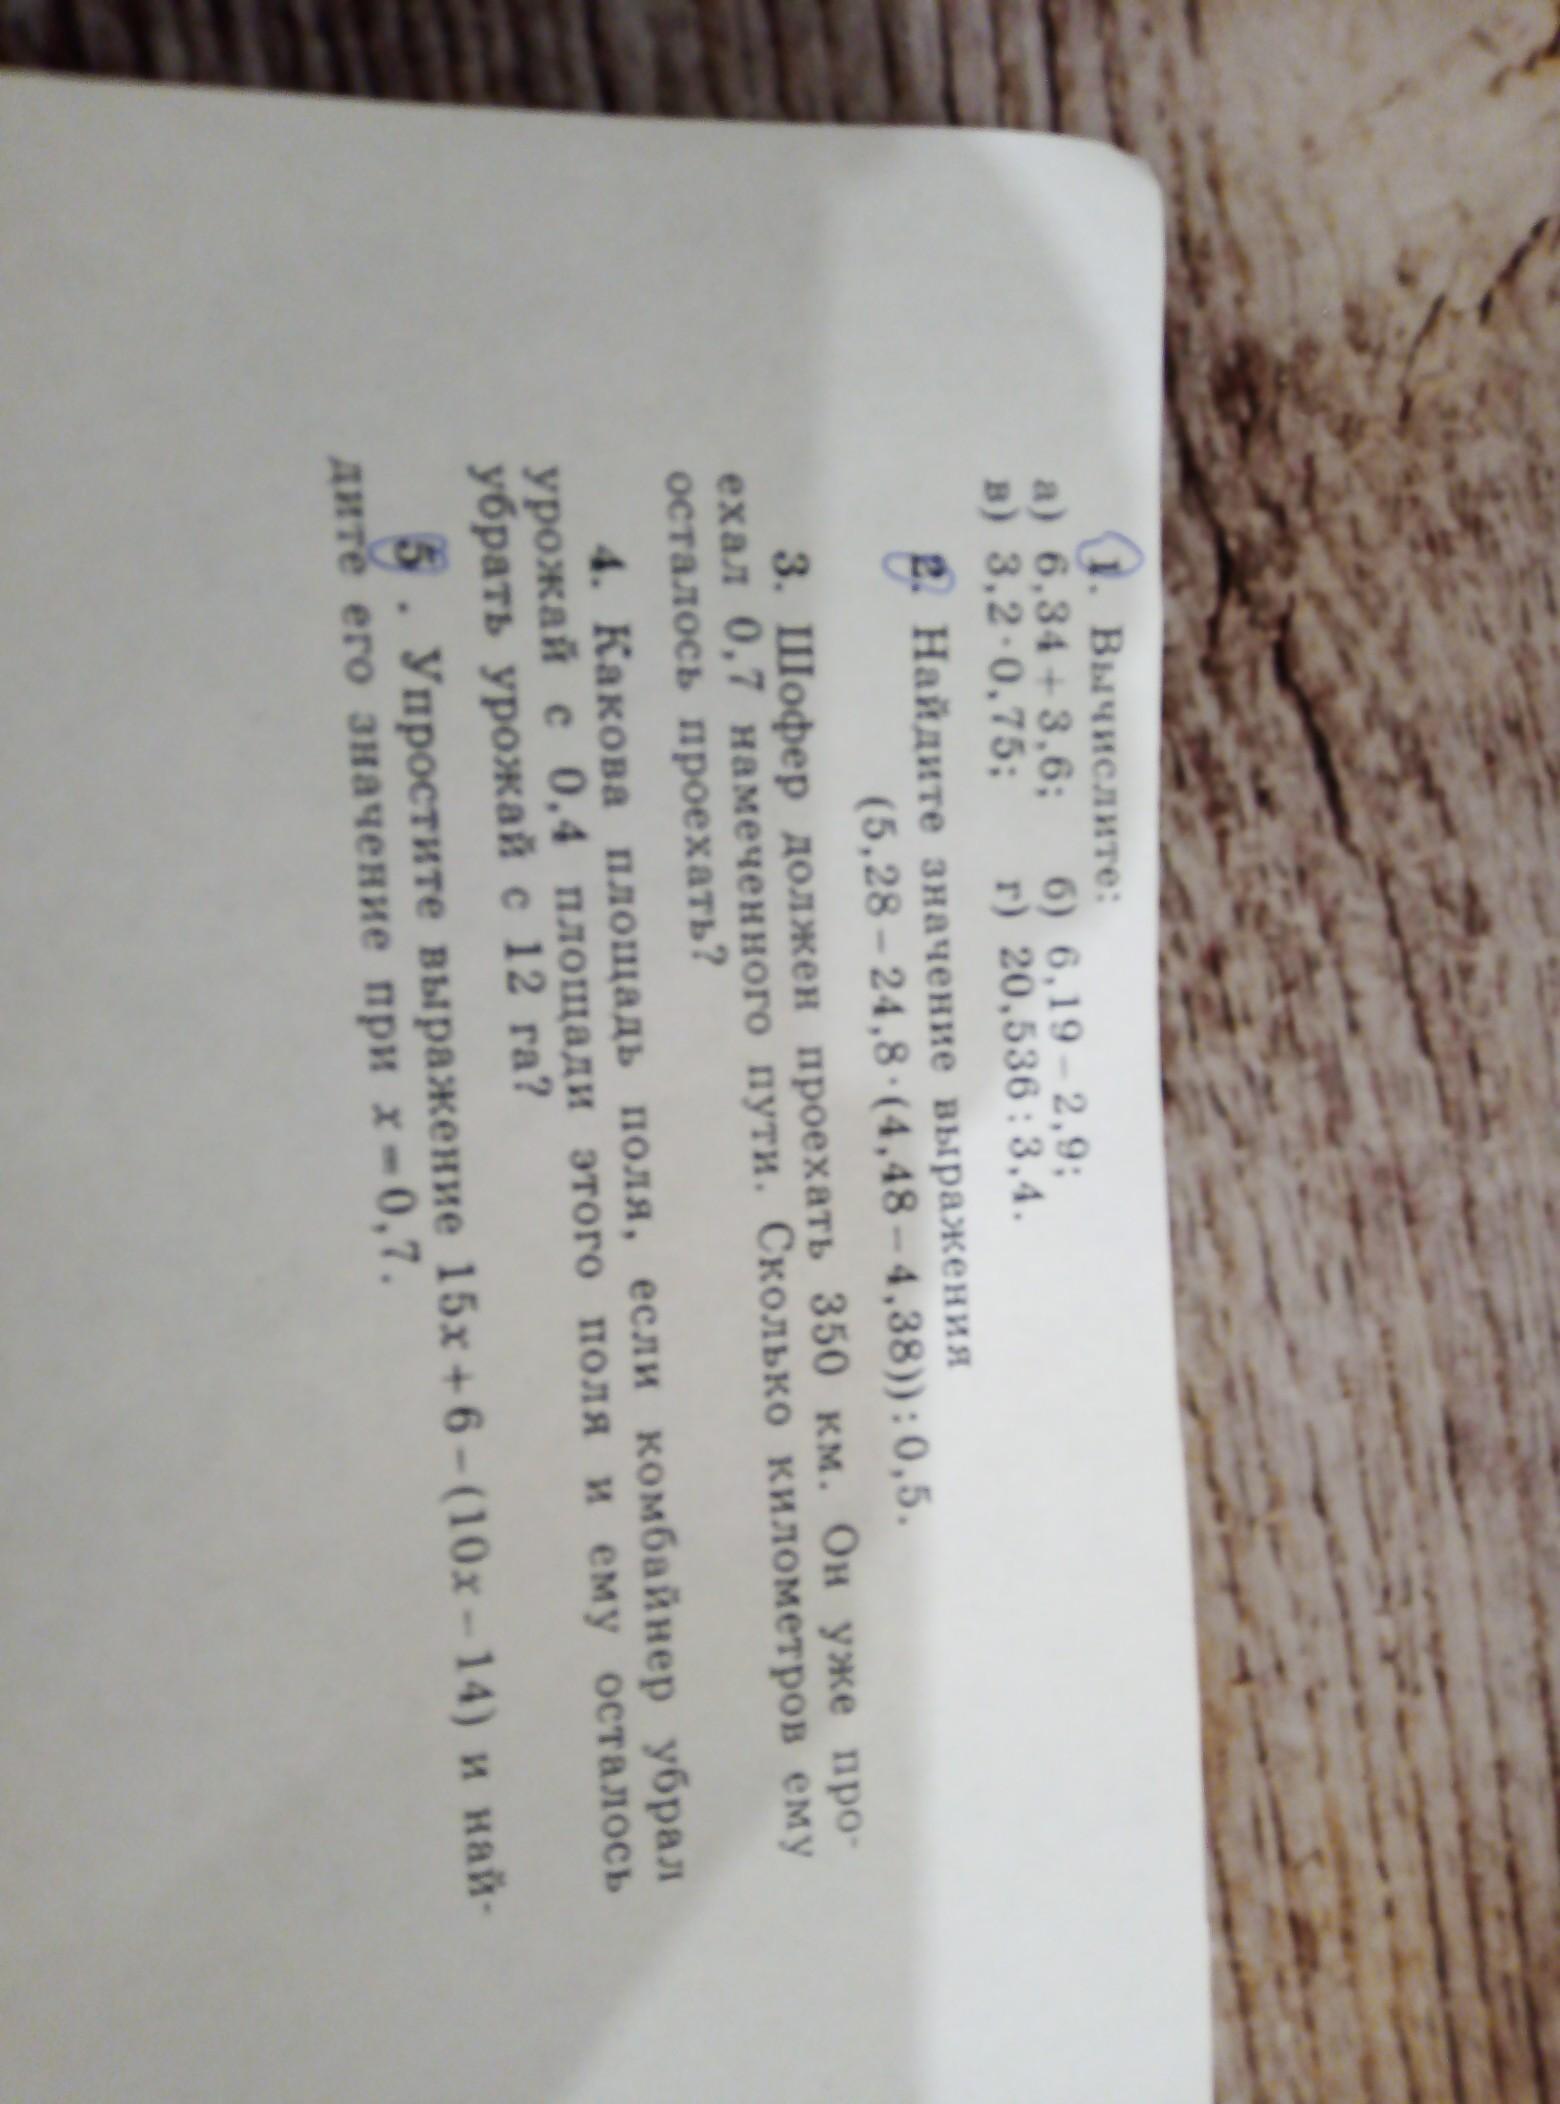 1. Вычислите:
а) 6,34+3,6; б) 6,19-2,9;
в) 3,2·0,75; г) 20,536:3,4.
2. Найдите значение выражения
(5,28-24,8·(4,48-4,38)):0,5.
3. Шофер должен проехать 350 км. Он уже про-
ехал 0,7 намеченного пути. Сколько километров ему
осталось проехать?
4. Какова площадь поля, если комбайнер убрал
урожай с 0,4 площади этого поля и ему осталось
убрать урожай с 12 га?
5. Упростите выражение 15x+6-(10x-14) и най-
дите его значение при x=0,7.